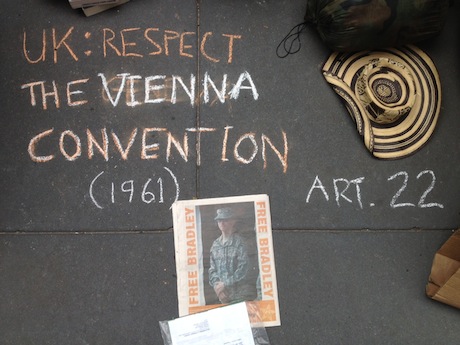 UK: RESPECT
THE VIENNA
CONVENTION
(1961)
ART. 22
FREE BRADLEY
FREE BRADLEY